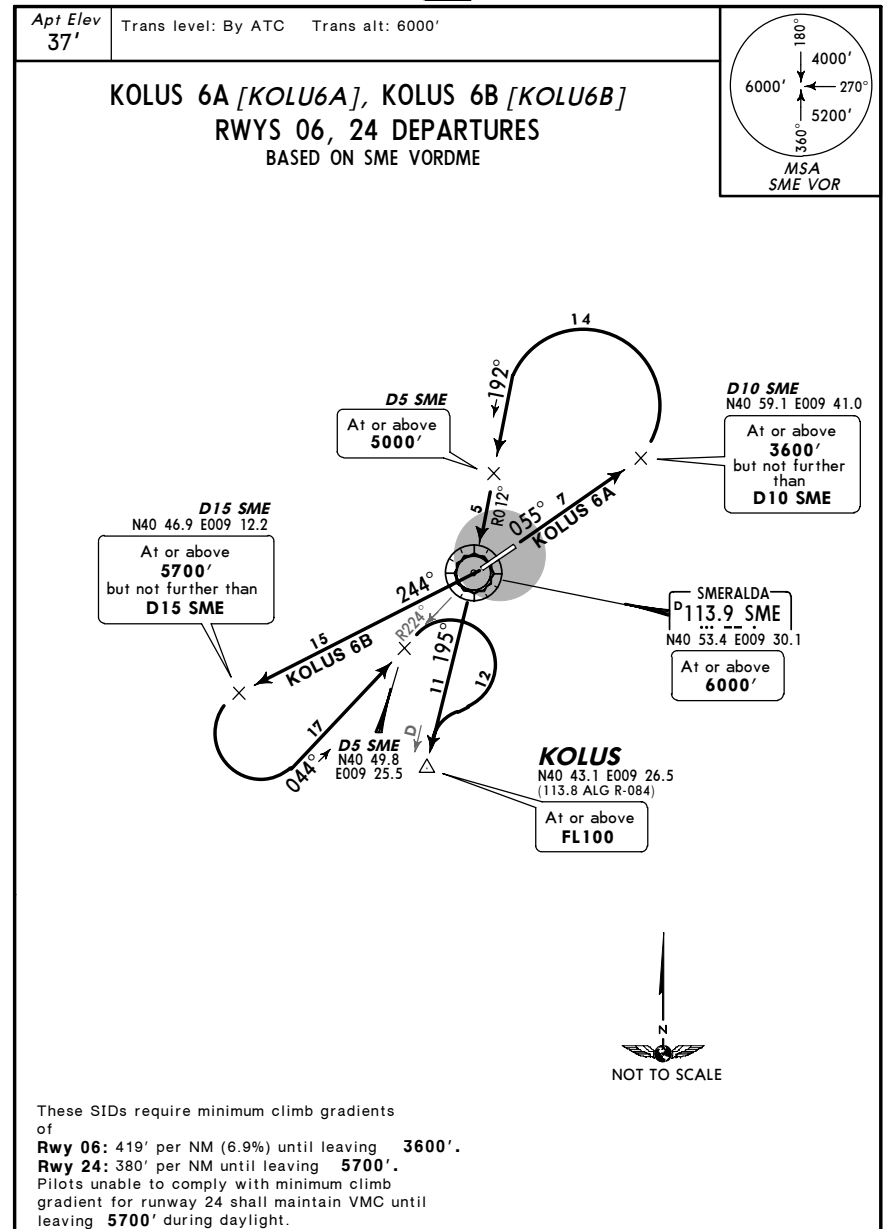 Apt Elev
37'
Trans level: By ATC Trans alt: 6000'
180°
4000'
6000'
270°
5200'
360°
MSA
SME VOR
KOLUS 6A [KOLU6A], KOLUS 6B [KOLU6B]
RWYS 06, 24 DEPARTURES
BASED ON SME VORDME
14
192°
D5 SME
At or above
5000'
D10 SME
N40 59.1 E009 41.0
At or above
3600'
but not further
than
D10 SME
7
055°
KOLUS 6A
5
R012°
D15 SME
N40 46.9 E009 12.2
At or above
5700'
but not further than
D15 SME
244°
15
KOLUS 6B
R224°
195°
11
12
SMERALDA
D 113.9 SME
N40 53.4 E009 30.1
At or above
6000'
17
044°
D5 SME
N40 49.8
E009 25.5
D
KOLUS
N40 43.1 E009 26.5
(113.8 ALG R-084)
At or above
FL100
N
NOT TO SCALE
These SIDs require minimum climb gradients
of
Rwy 06: 419' per NM (6.9%) until leaving 3600'.
Rwy 24: 380' per NM until leaving 5700'.
Pilots unable to comply with minimum climb
gradient for runway 24 shall maintain VMC until
leaving 5700' during daylight.